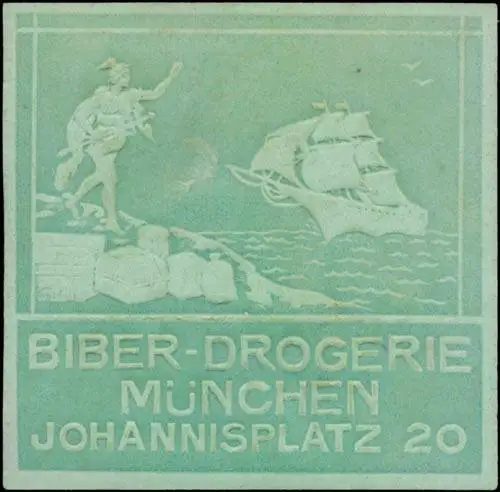 BIBER-DROGERIE
MÜNCHEN
JOHANNISPLATZ 20